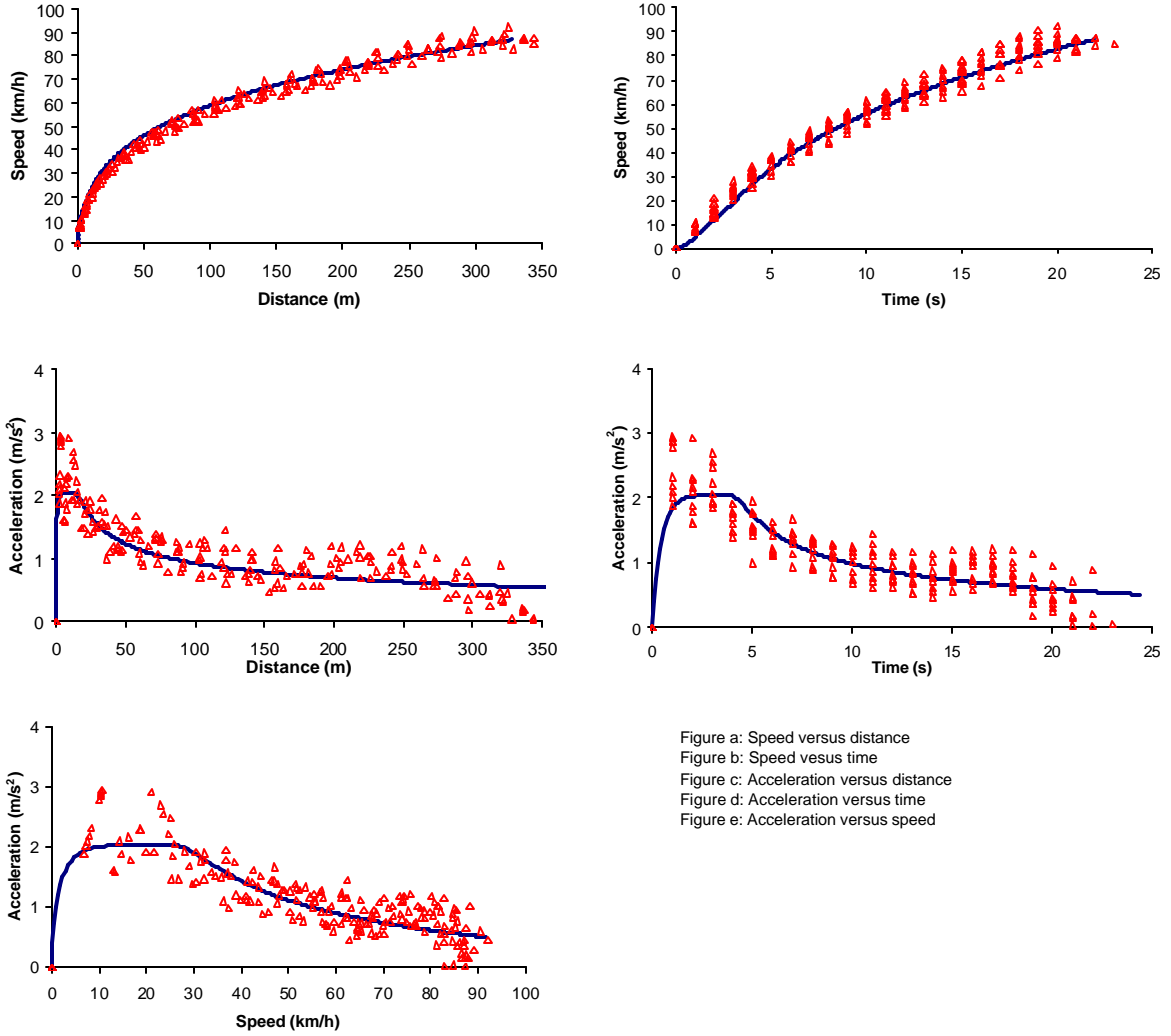 100
90
80
70
60
50
40
30
20
10
0
Speed (km/h)
0 50 100 150 200 250 300 350
Distance (m)
100
90
80
70
60
50
40
30
20
10
0
Speed (km/h)
0 5 10 15 20 25
Time (s)
4
3
2
1
0
Acceleration (m/s²)
0 50 100 150 200 250 300 350
Distance (m)
4
3
2
1
0
Acceleration (m/s²)
0 5 10 15 20 25
Time (s)
4
3
2
1
0
Acceleration (m/s²)
0 10 20 30 40 50 60 70 80 90 100
Speed (km/h)
Figure a: Speed versus distance
Figure b: Speed vesus time
Figure c: Acceleration versus distance
Figure d: Acceleration versus time
Figure e: Acceleration versus speed